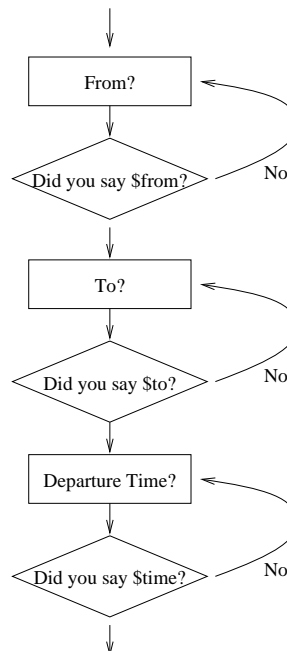 From?
Did you say $from?
No
To?
Did you say $to?
No
Departure Time?
Did you say $time?
No